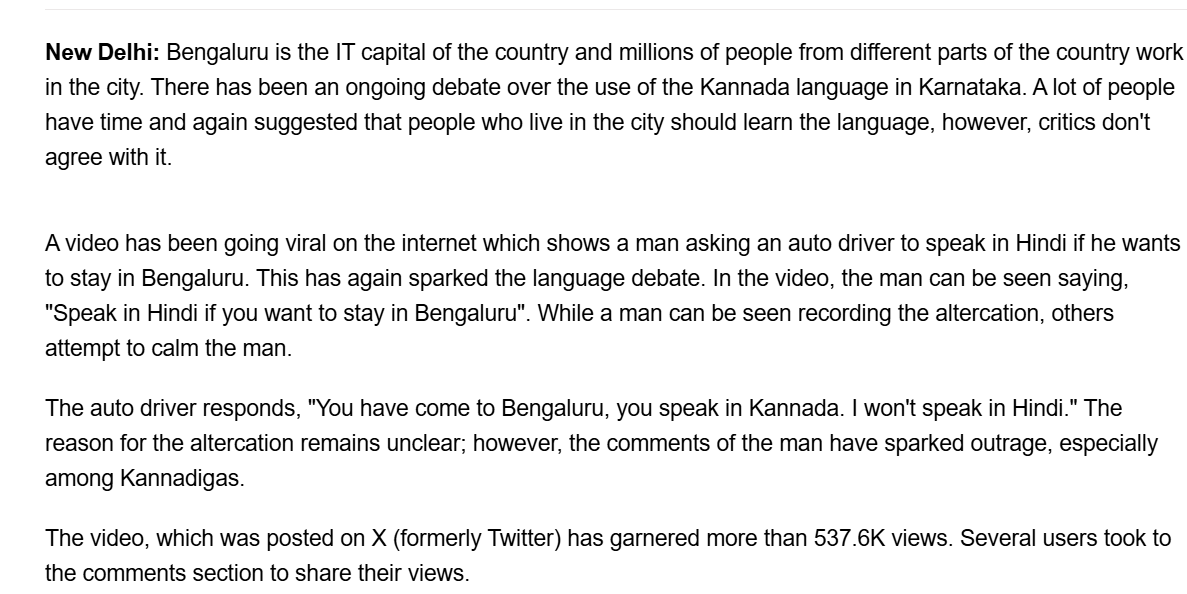 New Delhi: Bengaluru is the IT capital of the country and millions of people from different parts of the country work
in the city. There has been an ongoing debate over the use of the Kannada language in Karnataka. A lot of people
have time and again suggested that people who live in the city should learn the language, however, critics don't
agree with it.
A video has been going viral on the internet which shows a man asking an auto driver to speak in Hindi if he wants
to stay in Bengaluru. This has again sparked the language debate. In the video, the man can be seen saying,
"Speak in Hindi if you want to stay in Bengaluru". While a man can be seen recording the altercation, others
attempt to calm the man.
The auto driver responds, "You have come to Bengaluru, you speak in Kannada. I won't speak in Hindi." The
reason for the altercation remains unclear; however, the comments of the man have sparked outrage, especially
among Kannadigas.
The video, which was posted on X (formerly Twitter) has garnered more than 537.6K views. Several users took to
the comments section to share their views.